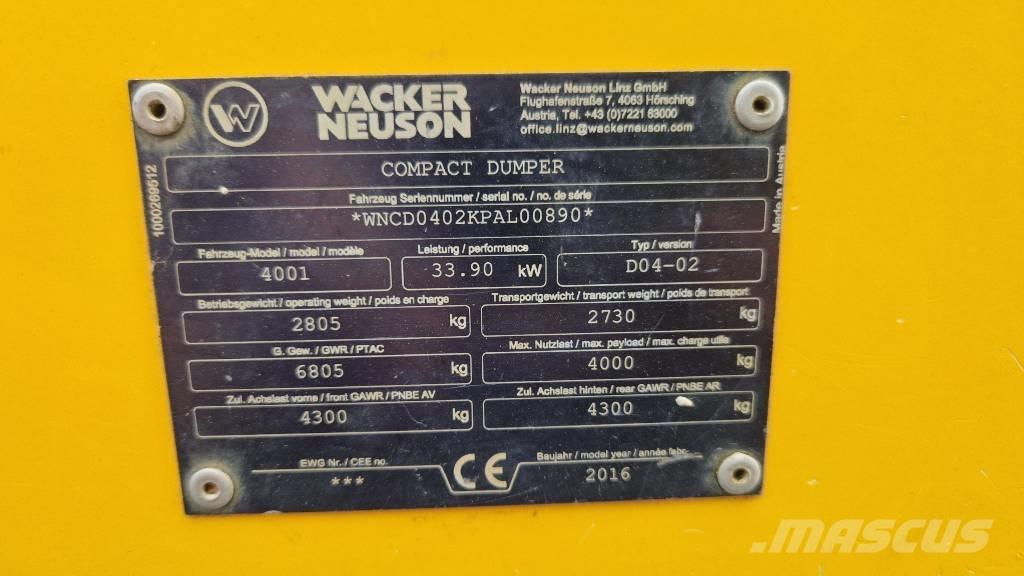 W
WACKER
NEUSON
Wacker Neuson Linz GmbH
Flughafenstraße 7, 4063 Hörsching
Austria, Tel. +43 (0)7221 63000
office.linz@wackerneuson.com
1000269512
Made in Austria
COMPACT DUMPER
Fahrzeug Seriennummer / serial no. / no. de série
*WNCD0402KPAL00890*
Fahrzeug-Model / model / modèle
4001
Leistung / performance
33.90 kW
Typ / version
D04-02
Betriebsgewicht / operating weight / poids en charge
2805 kg
Transportgewicht / transport weight / poids de transport
2730 kg
G. Gew. / GWR / PTAC
6805 kg
Max. Nutzlast / max. payload / max. charge utile
4000 kg
Zul. Achslast vorne / front GAWR / PNBE AV
4300 kg
Zul. Achslast hinten / rear GAWR / PNBE AR
4300 kg
EWG Nr. / CEE no.
***
CE
Baujahr / model year / année fabr.
2016
MASCUS